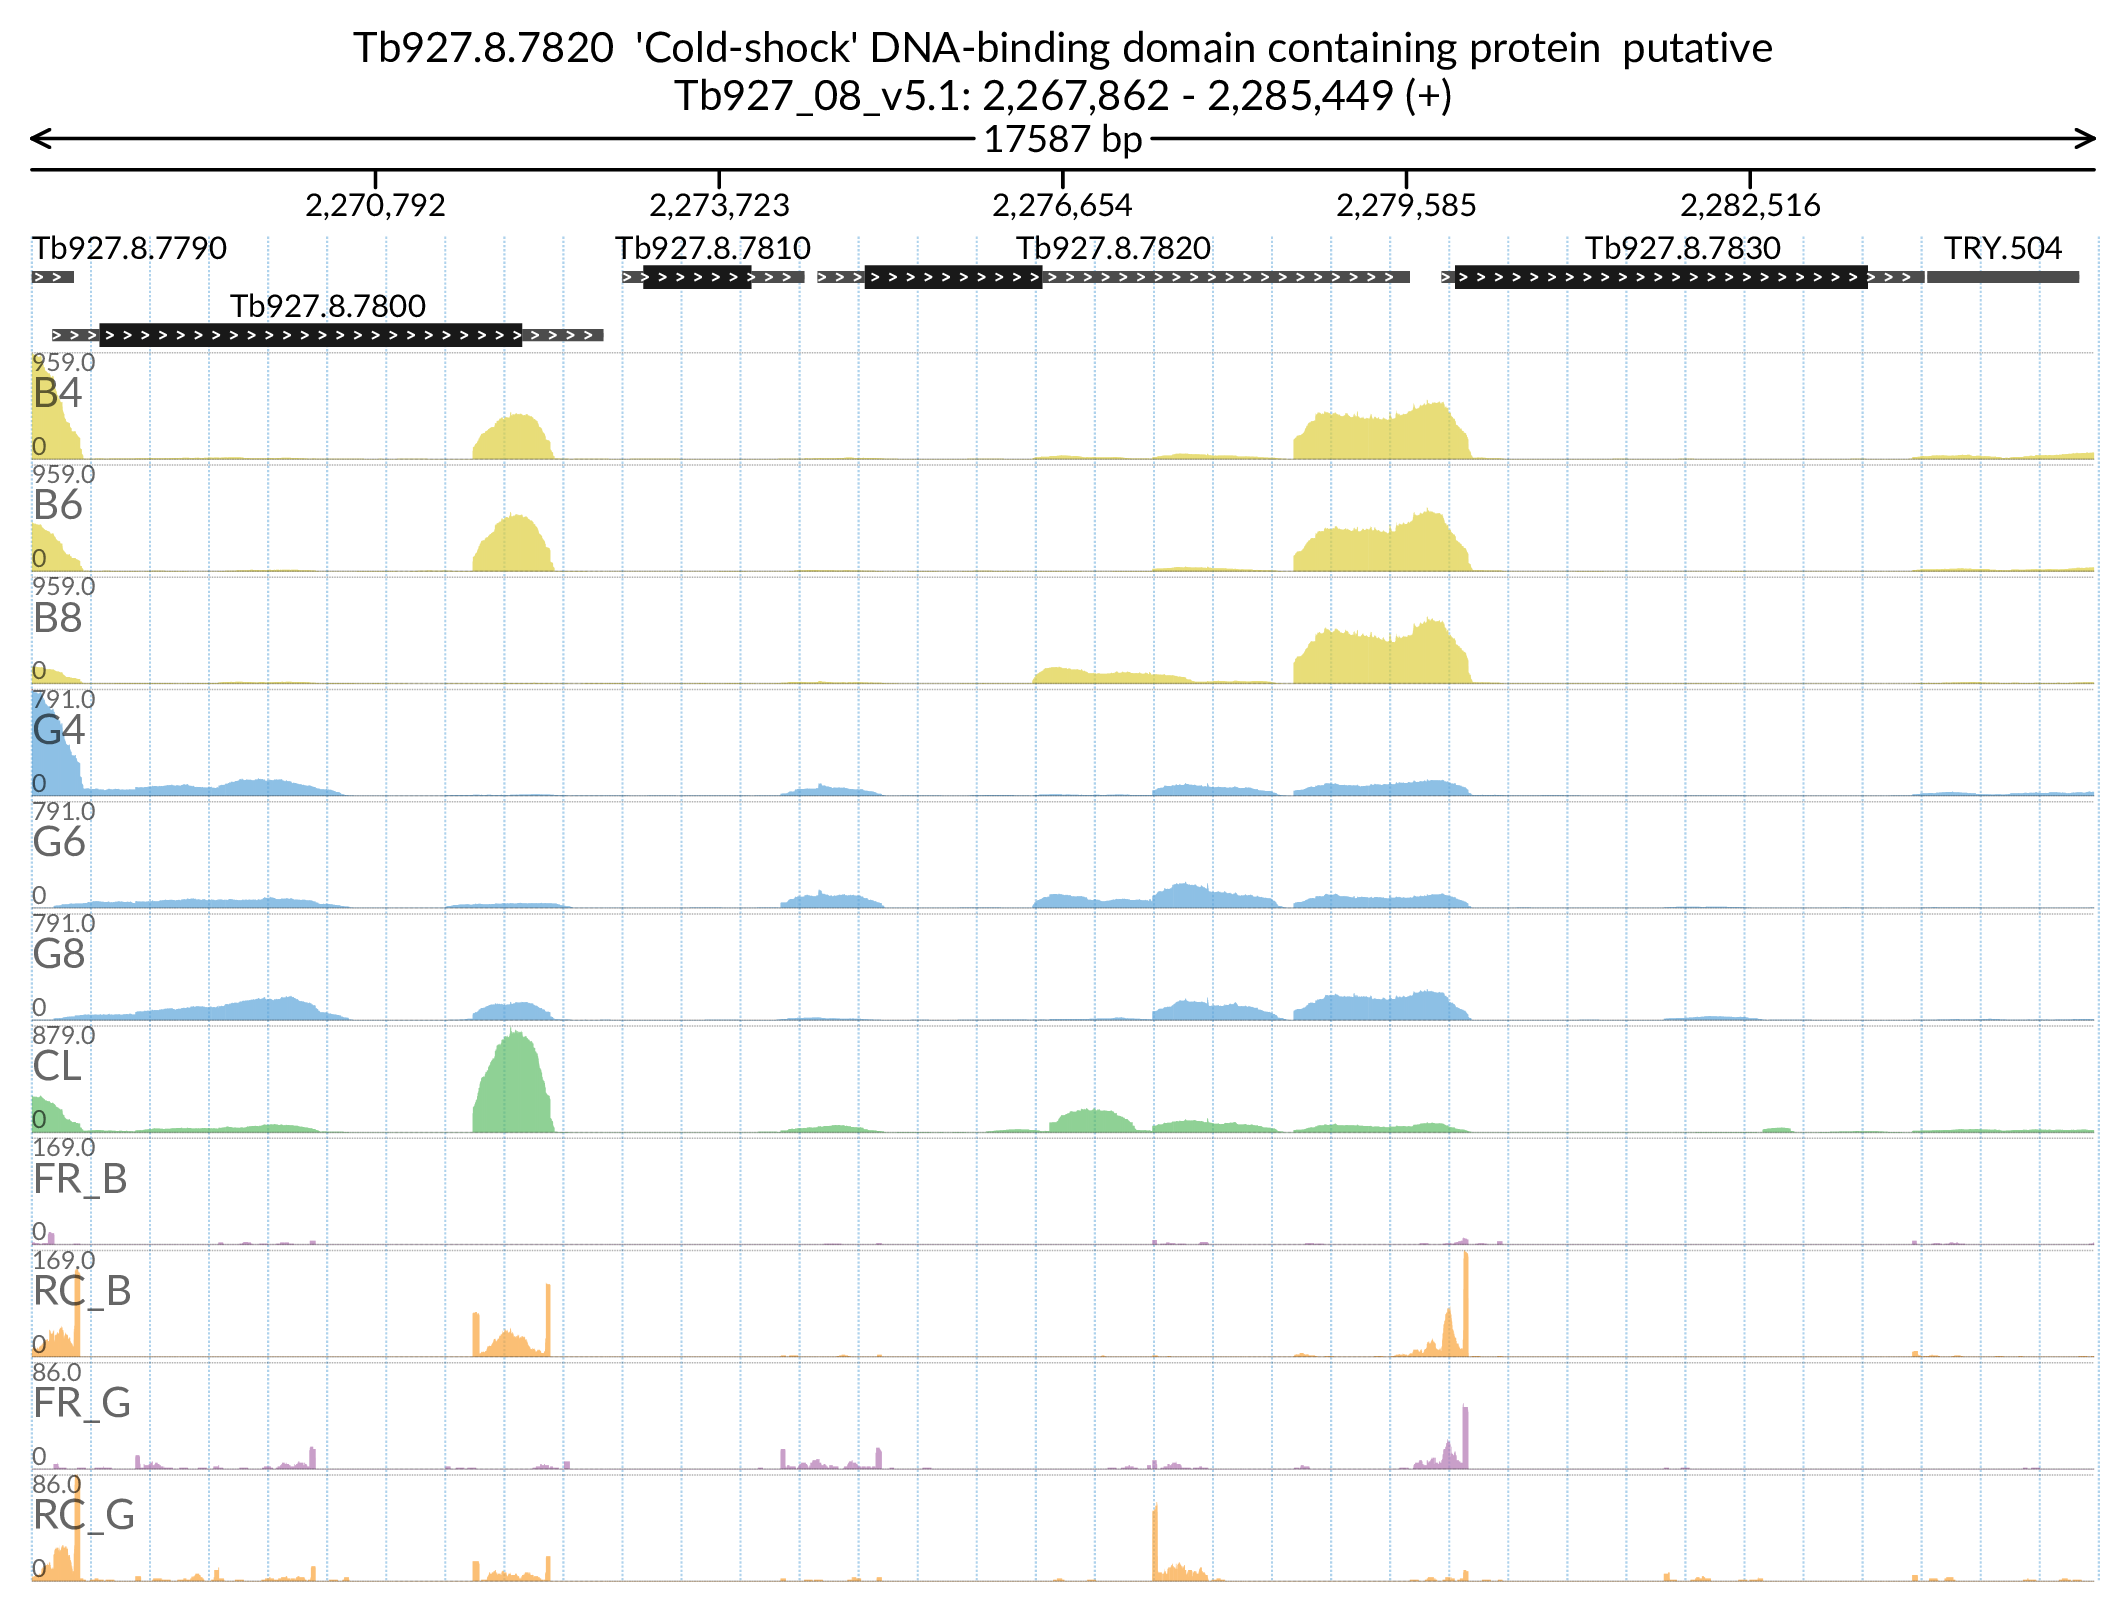 Tb927.8.7820  'Cold-shock' DNA-binding domain containing protein  putative
Tb927_08_v5.1: 2,267,862 - 2,285,449 (+)
17587 bp
2,270,792 2,273,723 2,276,654 2,279,585 2,282,516
Tb927.8.7790 Tb927.8.7810 Tb927.8.7820 Tb927.8.7830 TRY.504
Tb927.8.7800
959.0
B4
0
959.0
B6
0
959.0
B8
0
791.0
G4
0
791.0
G6
0
791.0
G8
0
879.0
CL
0
169.0
FR_B
0
169.0
RC_B
0
86.0
FR_G
0
86.0
RC_G
0